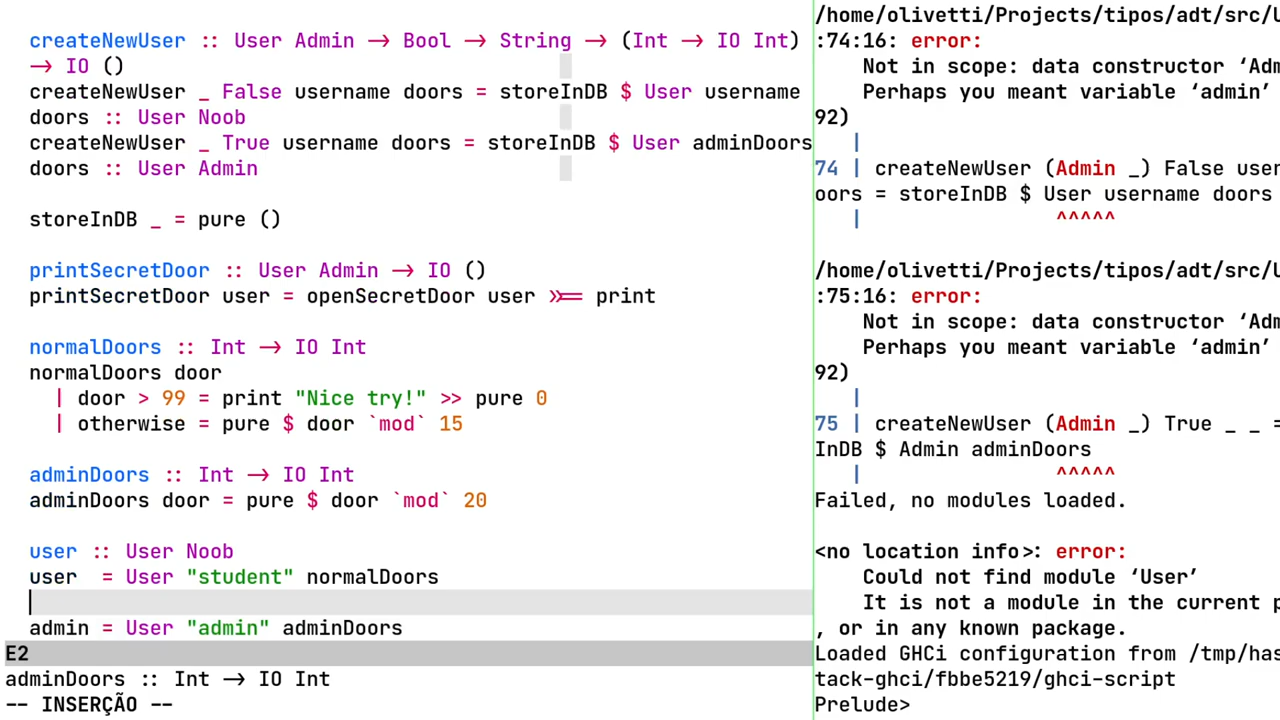 createNewUser :: User Admin -> Bool -> String -> (Int -> IO Int)
-> IO ()
createNewUser _ False username doors = storeInDB $ User username
doors :: User Noob
createNewUser _ True username doors = storeInDB $ User adminDoors
doors :: User Admin
storeInDB _ = pure ()
printSecretDoor :: User Admin -> IO ()
printSecretDoor user = openSecretDoor user >>= print
normalDoors :: Int -> IO Int
normalDoors door
| door > 99 = print "Nice try!" >> pure 0
| otherwise = pure $ door `mod` 15
adminDoors :: Int -> IO Int
adminDoors door = pure $ door `mod` 20
user :: User Noob
user  = User "student" normalDoors
admin = User "admin" adminDoors
E2
adminDoors :: Int -> IO Int
-- INSERÇÃO --
/home/olivetti/Projects/tipos/adt/src/U
:74:16: error:
Not in scope: data constructor ‘Adm
Perhaps you meant variable ‘admin’
92)
|
74 | createNewUser (Admin _) False user
oors = storeInDB $ User username doors
| ^^^^^
/home/olivetti/Projects/tipos/adt/src/U
:75:16: error:
Not in scope: data constructor ‘Adm
Perhaps you meant variable ‘admin’
92)
|
75 | createNewUser (Admin _) True _ _ =
InDB $ Admin adminDoors
| ^^^^^
Failed, no modules loaded.
<no location info>: error:
Could not find module ‘User’
It is not a module in the current p
, or in any known package.
Loaded GHCi configuration from /tmp/has
tack-ghci/fbbe5219/ghci-script
Prelude>